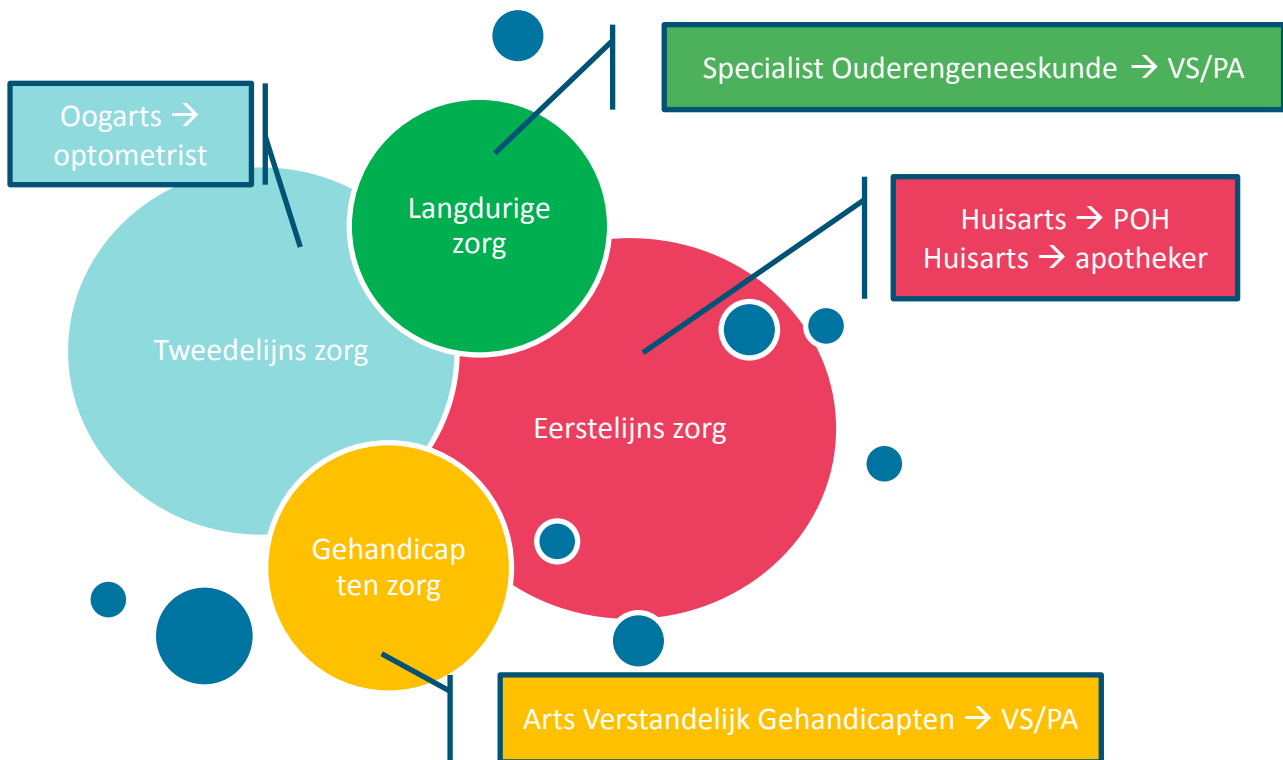 Specialist Ouderengeneeskunde → VS/PA
Oogarts →
optometrist
Langdurige
zorg
Huisarts → POH
Huisarts → apotheker
Tweedelijns zorg
Eerstelijns zorg
Gehandicap
ten zorg
Arts Verstandelijk Gehandicapten → VS/PA